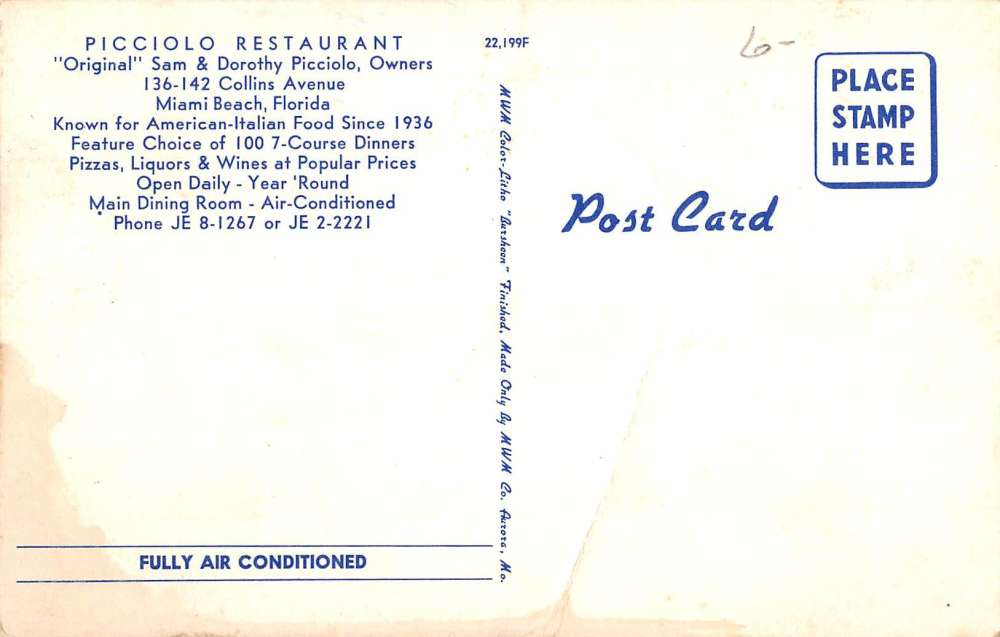 PICCIOLO RESTAURANT
"Original" Sam & Dorothy Picciolo, Owners
136-142 Collins Avenue
Miami Beach, Florida
Known for American-Italian Food Since 1936
Feature Choice of 100 7-Course Dinners
Pizzas, Liquors & Wines at Popular Prices
Open Daily - Year 'Round
Main Dining Room - Air-Conditioned
Phone JE 8-1267 or JE 2-2221
FULLY AIR CONDITIONED
22,199F
MWM Color-Litho "Aursheen" Finished, Made Only By MWM Co. Aurora, Mo.
6-
PLACE
STAMP
HERE
Post Card